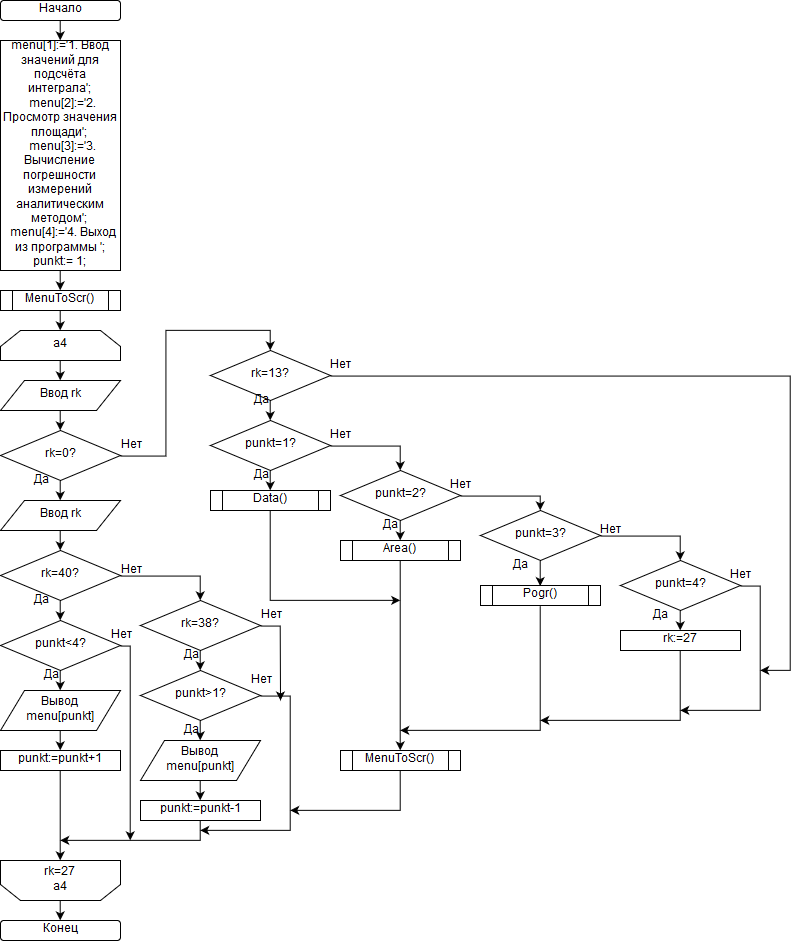 Начало
menu[1]:='1. Ввод
значений для
подсчёта
интеграла';
menu[2]:='2.
Просмотр значения
площади';
menu[3]:='3.
Вычисление
погрешности
измерений
аналитическим
методом';
menu[4]:='4. Выход
из программы ';
punkt:= 1;
MenuToScr()
a4
Ввод rk
rk=0?
Нет
Да
Ввод rk
rk=40?
Нет
Да
punkt<4?
Нет
Да
Вывод
menu[punkt]
punkt:=punkt+1
rk=38?
Нет
Да
punkt>1?
Нет
Да
Вывод
menu[punkt]
punkt:=punkt-1
rk=13?
Нет
Да
punkt=1?
Нет
Да
Data()
punkt=2?
Нет
Да
Area()
punkt=3?
Нет
Да
Pogr()
punkt=4?
Нет
Да
rk:=27
MenuToScr()
rk=27
a4
Конец